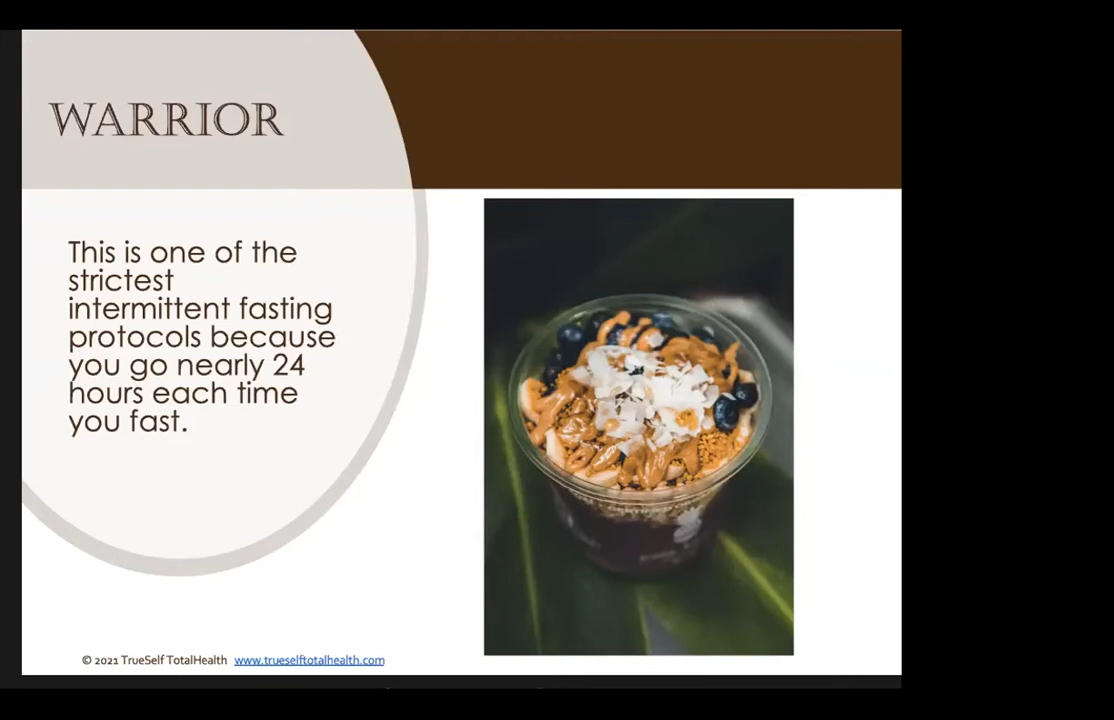 WARRIOR
This is one of the
strictest
intermittent fasting
protocols because
you go nearly 24
hours each time
you fast.
© 2021 TrueSelf TotalHealth www.trueselftotalhealth.com